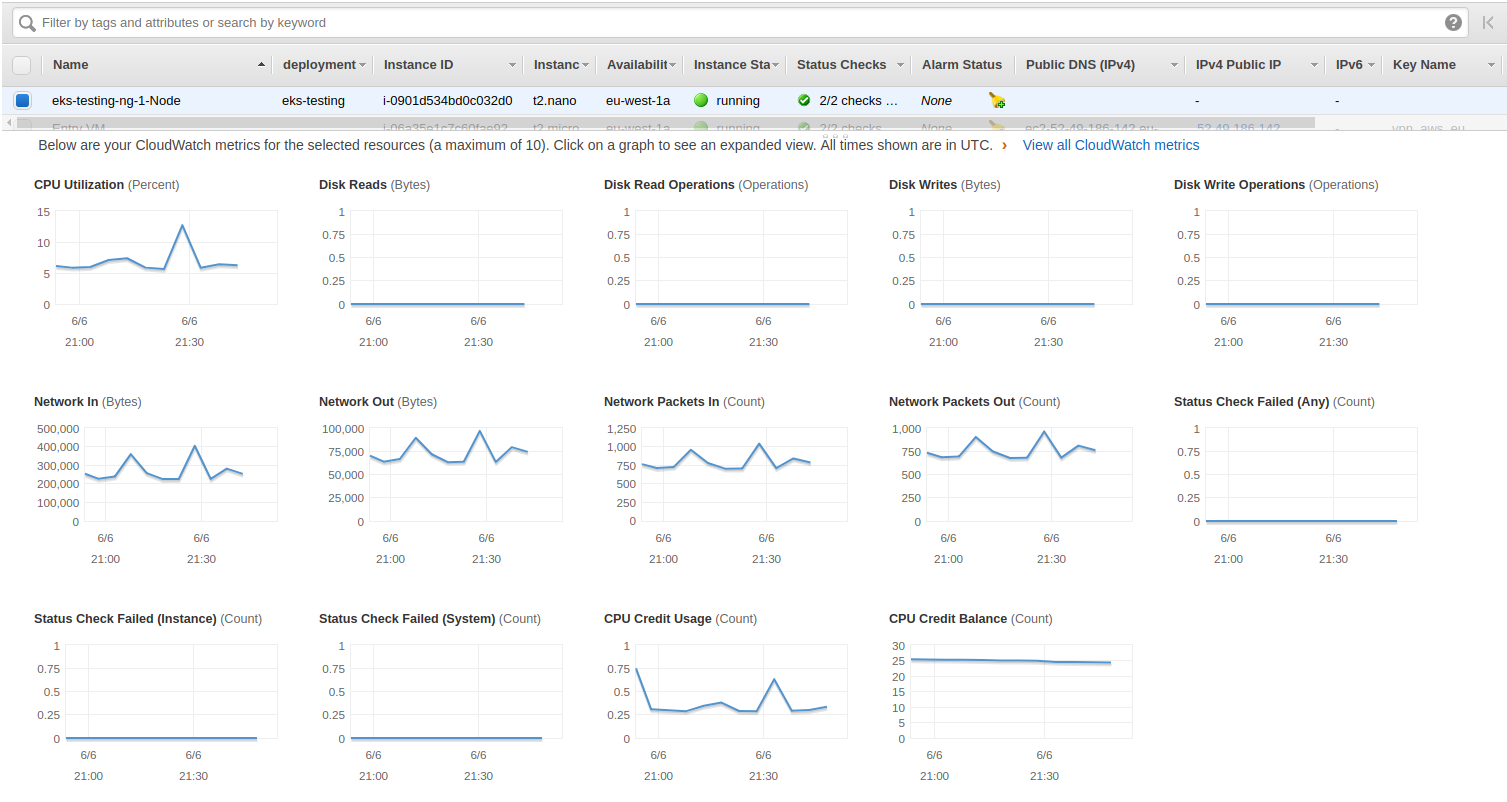 Filter by tags and attributes or search by keyword
Name deployment Instance ID Instanc Availabilit Instance Sta Status Checks Alarm Status Public DNS (IPv4) IPv4 Public IP IPv6 Key Name
eks-testing-ng-1-Node eks-testing i-0901d534bd0c032d0 t2.nano eu-west-1a running 2/2 checks ... None - -
Entry VM i-06a35e1c7c60fae92 t2.micro eu-west-1a running 2/2 checks None ec2-52-49-186-142.eu- 52.49.186.142 - vpn_aws_eu
Below are your CloudWatch metrics for the selected resources (a maximum of 10). Click on a graph to see an expanded view. All times shown are in UTC. › View all CloudWatch metrics
CPU Utilization (Percent) Disk Reads (Bytes) Disk Read Operations (Operations) Disk Writes (Bytes) Disk Write Operations (Operations)
15 1 1 1 1
10 0.75 0.75 0.75 0.75
5 0.5 0.5 0.5 0.5
0.25 0.25 0.25 0.25
0 0 0 0 0
6/6 6/6 6/6 6/6 6/6 6/6 6/6 6/6 6/6 6/6
21:00 21:30 21:00 21:30 21:00 21:30 21:00 21:30 21:00 21:30
Network In (Bytes) Network Out (Bytes) Network Packets In (Count) Network Packets Out (Count) Status Check Failed (Any) (Count)
500,000 100,000 1,250 1,000 1
400,000 75,000 1,000 750 0.75
300,000 50,000 750 500 0.5
200,000 25,000 500 250 0.25
100,000 250
0 0 0 0 0
6/6 6/6 6/6 6/6 6/6 6/6 6/6 6/6 6/6 6/6
21:00 21:30 21:00 21:30 21:00 21:30 21:00 21:30 21:00 21:30
Status Check Failed (Instance) (Count) Status Check Failed (System) (Count) CPU Credit Usage (Count) CPU Credit Balance (Count)
1 1 1 30
0.75 0.75 0.75 25
0.5 0.5 0.5 20
0.25 0.25 0.25 15
10
5
0 0 0 0
6/6 6/6 6/6 6/6 6/6 6/6 6/6 6/6
21:00 21:30 21:00 21:30 21:00 21:30 21:00 21:30